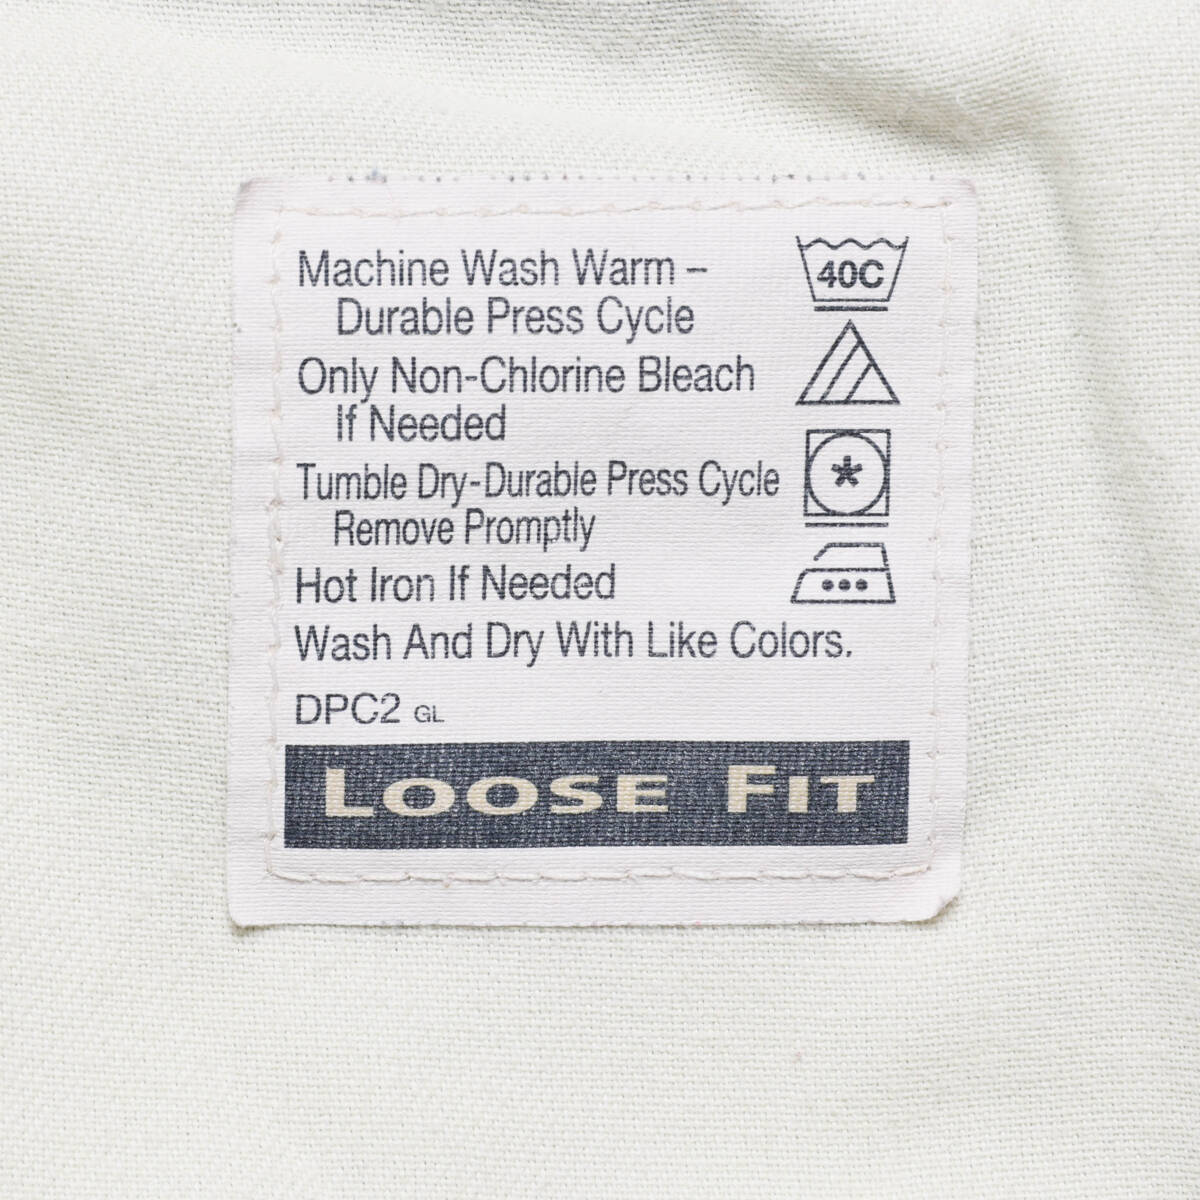 Machine Wash Warm –
Durable Press Cycle
40C
Only Non-Chlorine Bleach
If Needed
Tumble Dry-Durable Press Cycle
Remove Promptly
Hot Iron If Needed
Wash And Dry With Like Colors.
DPC2 GL
LOOSE FIT